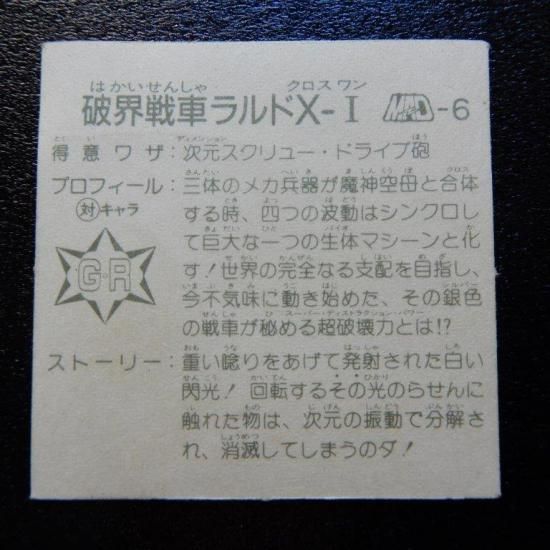 破界戦車ラルドX-I MAD-6
得意ワザ:次元スクリュー・ドライブ砲
プロフィール:三体のメカ兵器が魔神空母と合体
対キャラ する時、四つの波動はシンクロし
て巨大な一つの生体マシーンと化
G・R す!世界の完全なる支配を目指し、
今不気味に動き始めた、その銀色
の戦車が秘める超破壊力とは!?
ストーリー:重い唸りをあげて発射された白い
閃光! 回転するその光のらせんに
触れた物は、次元の振動で分解さ
れ、消滅してしまうのダ!